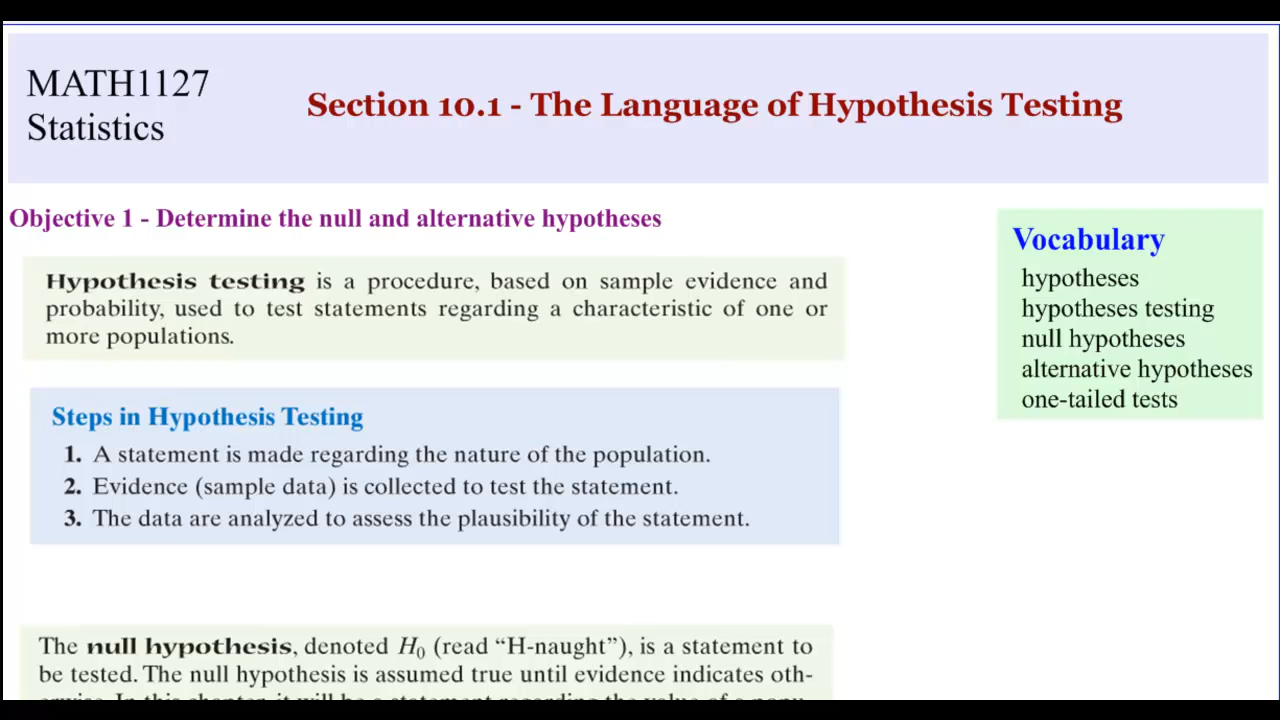 MATH1127
Statistics
Section 10.1 - The Language of Hypothesis Testing
Objective 1 - Determine the null and alternative hypotheses
Hypothesis testing is a procedure, based on sample evidence and
probability, used to test statements regarding a characteristic of one or
more populations.
Steps in Hypothesis Testing
1. A statement is made regarding the nature of the population.
2. Evidence (sample data) is collected to test the statement.
3. The data are analyzed to assess the plausibility of the statement.
The null hypothesis, denoted H₀ (read “H-naught”), is a statement to
be tested. The null hypothesis is assumed true until evidence indicates oth-
Vocabulary
hypotheses
hypotheses testing
null hypotheses
alternative hypotheses
one-tailed tests